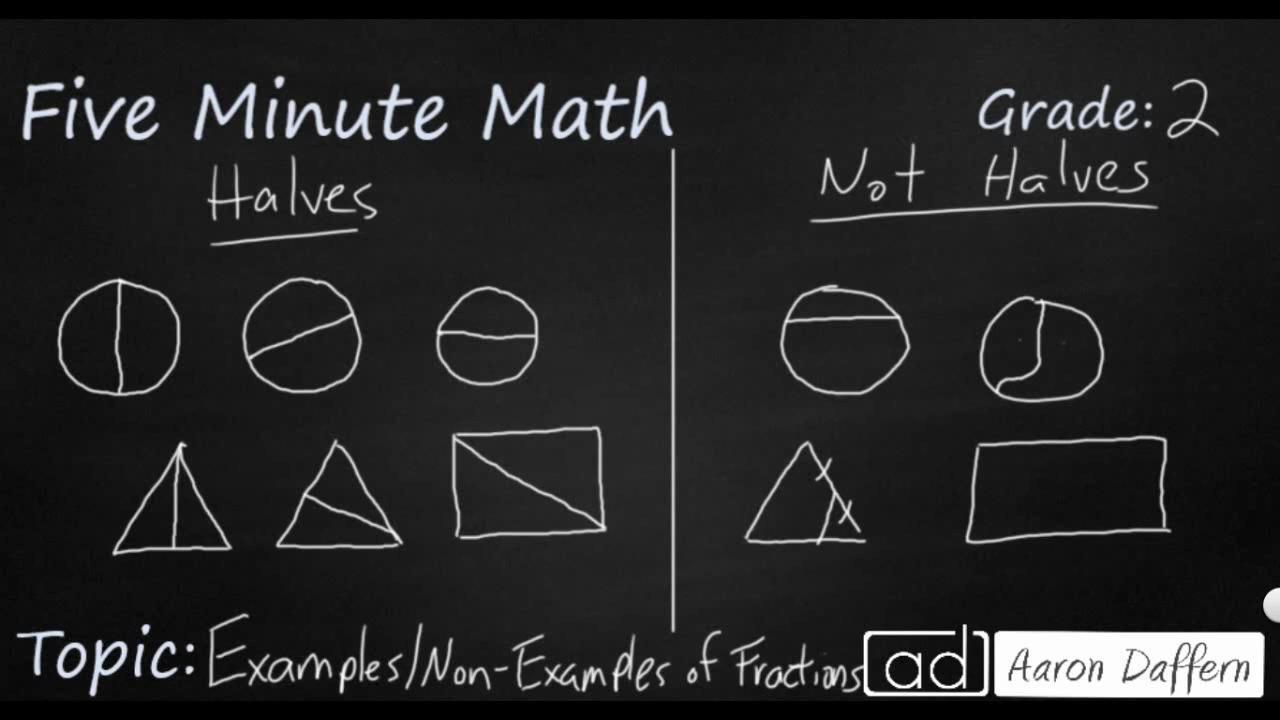 Five Minute Math
Grade: 2
Halves
Not Halves
Topic: Examples/Non-Examples of Fractions
ad
Aaron Daffern